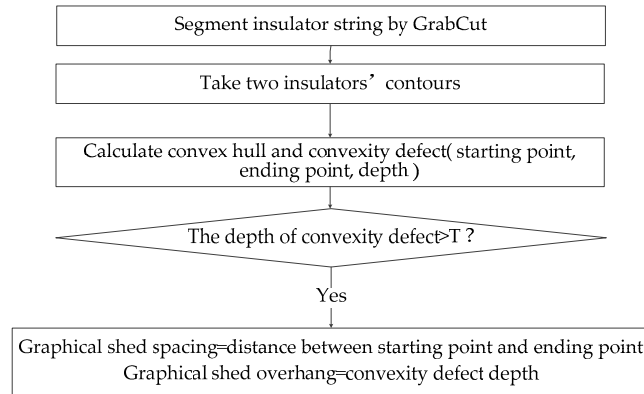 Segment insulator string by GrabCut
Take two insulators’ contours
Calculate convex hull and convexity defect( starting point,
ending point, depth )
The depth of convexity defect>T ?
Yes
Graphical shed spacing=distance between starting point and ending point
Graphical shed overhang=convexity defect depth